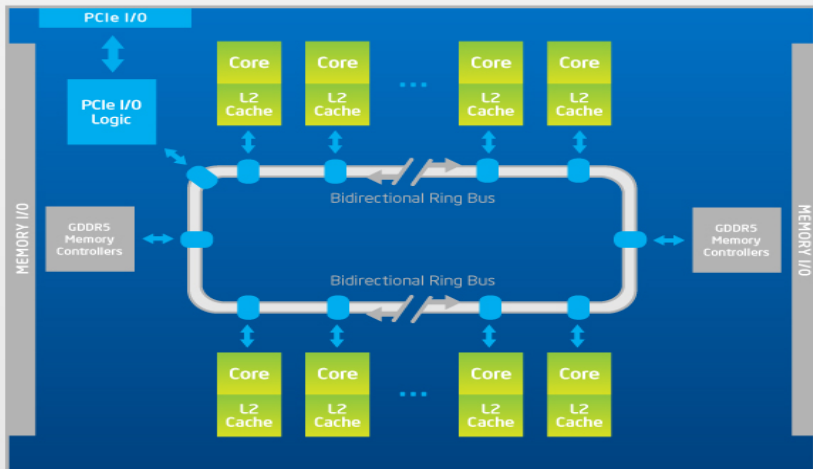 PCIe I/O
PCIe I/O
Logic
Core
L2
Cache
Core
L2
Cache
...
Core
L2
Cache
Core
L2
Cache
Bidirectional Ring Bus
MEMORY I/O
GDDR5
Memory
Controllers
GDDR5
Memory
Controllers
MEMORY I/O
Bidirectional Ring Bus
Core
L2
Cache
Core
L2
Cache
...
Core
L2
Cache
Core
L2
Cache